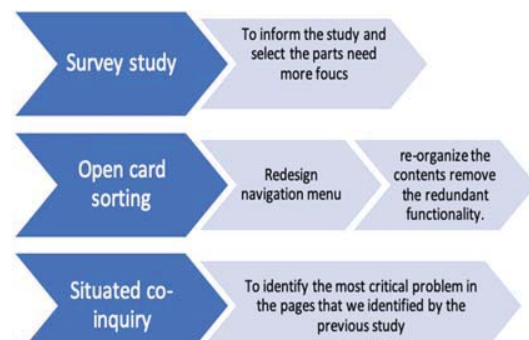 Survey study
To inform the study and
select the parts need
more foucs
Open card
sorting
Redesign
navigation menu
re-organize the
contents remove
the redundant
functionality.
Situated co-
inquiry
To identify the most critical problem in
the pages that we identified by the
previous study